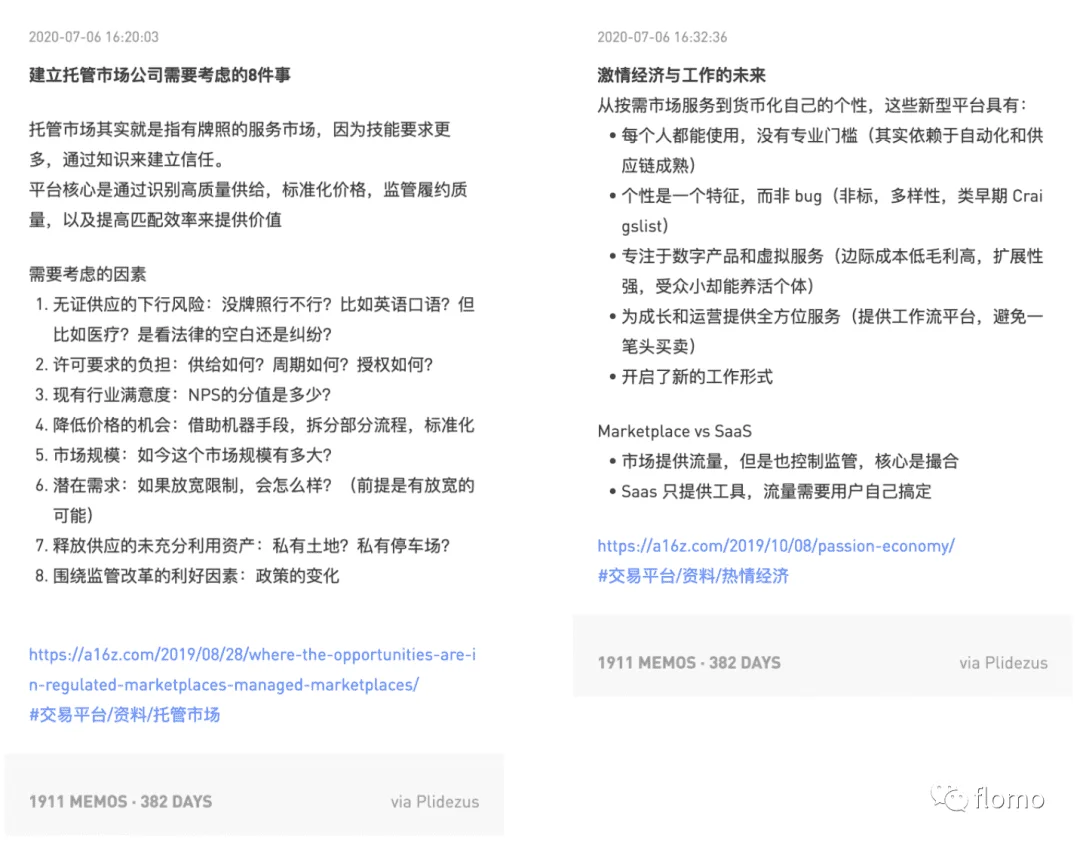 2020-07-06 16:20:03
建立托管市场公司需要考虑的8件事
托管市场其实就是指有牌照的服务市场，因为技能要求更
多，通过知识来建立信任。
平台核心是通过识别高质量供给，标准化价格，监管履约质
量，以及提高匹配效率来提供价值
需要考虑的因素
1. 无证供应的下行风险：没牌照行不行？比如英语口语？但
比如医疗？是看法律的空白还是纠纷？
2. 许可要求的负担：供给如何？周期如何？授权如何？
3. 现有行业满意度：NPS的分值是多少？
4. 降低价格的机会：借助机器手段，拆分部分流程，标准化
5. 市场规模：如今这个市场规模有多大？
6. 潜在需求：如果放宽限制，会怎么样？（前提是有放宽的
可能）
7. 释放供应的未充分利用资产：私有土地？私有停车场？
8. 围绕监管改革的利好因素：政策的变化
https://a16z.com/2019/08/28/where-the-opportunities-are-i
n-regulated-marketplaces-managed-marketplaces/
#交易平台/资料/托管市场
1911 MEMOS · 382 DAYS
via Plidezus
2020-07-06 16:32:36
激情经济与工作的未来
从按需市场服务到货币化自己的个性，这些新型平台具有：
• 每个人都能使用，没有专业门槛（其实依赖于自动化和供
应链成熟）
• 个性是一个特征，而非 bug（非标，多样性，类早期 Crai
gslist）
• 专注于数字产品和虚拟服务（边际成本低毛利高，扩展性
强，受众小却能养活个体）
• 为成长和运营提供全方位服务（提供工作流平台，避免一
笔头买卖）
• 开启了新的工作形式
Marketplace vs SaaS
• 市场提供流量，但是也控制监管，核心是撮合
• Saas 只提供工具，流量需要用户自己搞定
https://a16z.com/2019/10/08/passion-economy/
#交易平台/资料/热情经济
1911 MEMOS · 382 DAYS
via Plidezus
flomo